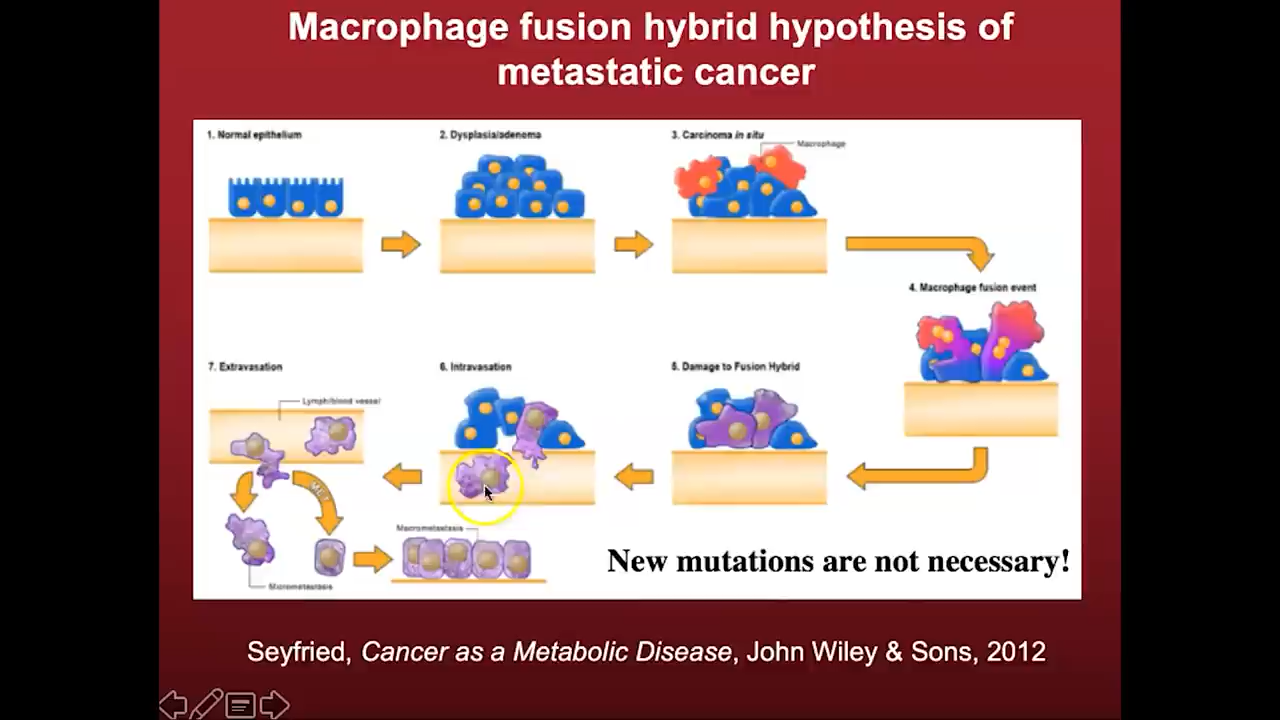 Macrophage fusion hybrid hypothesis of
metastatic cancer
1. Normal epithelium
2. Dysplasia/adenoma
3. Carcinoma in situ
Macrophage
4. Macrophage fusion event
7. Extravasation
6. Intravasation
5. Damage to Fusion Hybrid
Lymph/blood vessel
MET
Macrometastasis
Micrometastasis
New mutations are not necessary!
Seyfried, Cancer as a Metabolic Disease, John Wiley & Sons, 2012